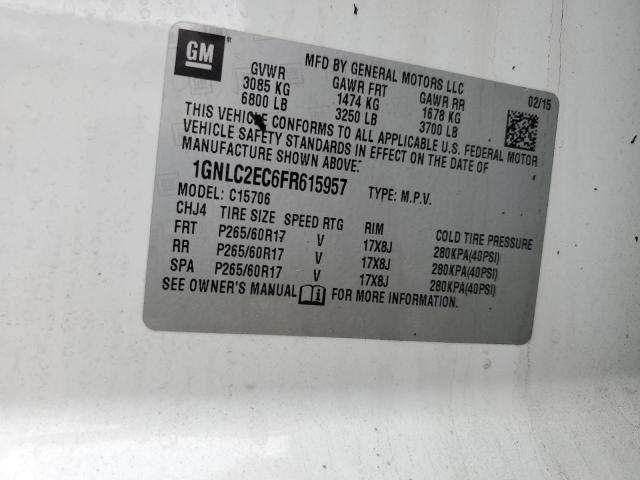 GM
MFD BY GENERAL MOTORS LLC
GVWR GAWR FRT GAWR RR 02/15
3085 KG 1474 KG 1678 KG
6800 LB 3250 LB 3700 LB
THIS VEHICLE CONFORMS TO ALL APPLICABLE U.S. FEDERAL MOTOR
VEHICLE SAFETY STANDARDS IN EFFECT ON THE DATE OF
MANUFACTURE SHOWN ABOVE:
1GNLC2EC6FR615957 TYPE: M.P.V.
MODEL: C15706
CHJ4 TIRE SIZE SPEED RTG RIM COLD TIRE PRESSURE
FRT P265/60R17 V 17X8J 280KPA(40PSI)
RR P265/60R17 V 17X8J 280KPA(40PSI)
SPA P265/60R17 V 17X8J 280KPA(40PSI)
SEE OWNER'S MANUAL FOR MORE INFORMATION.